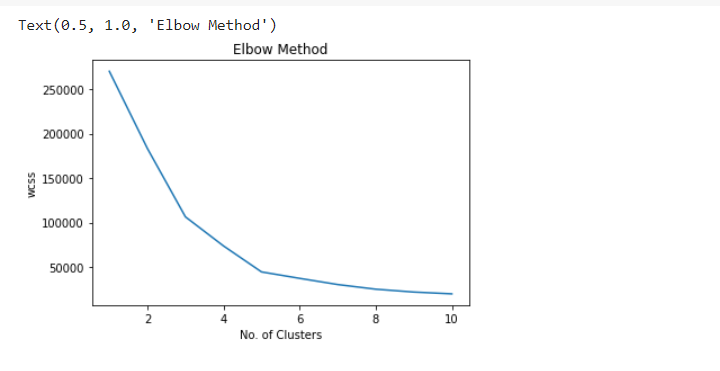 Text(0.5, 1.0, 'Elbow Method')
Elbow Method
250000
200000
150000
100000
50000
wcss
2 4 6 8 10
No. of Clusters